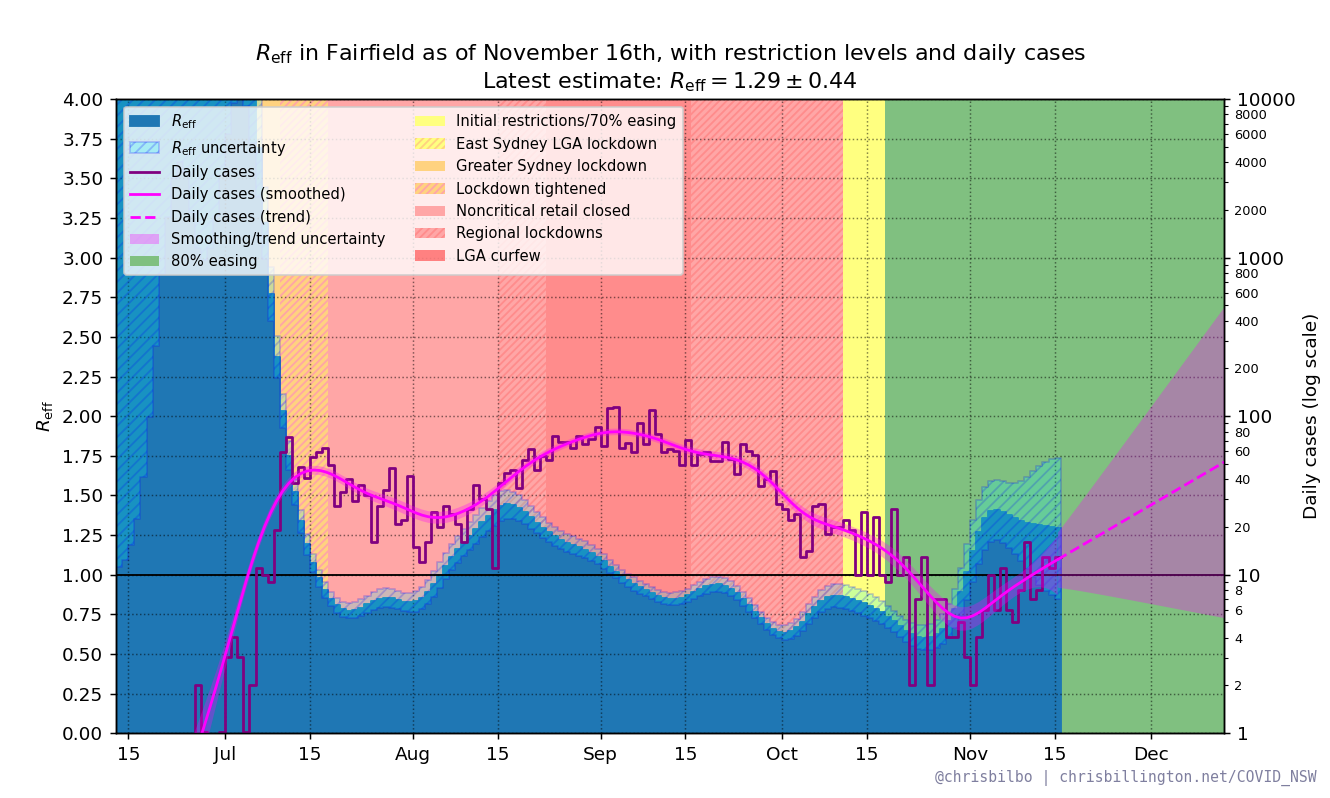 R_eff in Fairfield as of November 16th, with restriction levels and daily cases
Latest estimate: R_eff = 1.29 ± 0.44
R_eff
R_eff uncertainty
Daily cases
Daily cases (smoothed)
Daily cases (trend)
Smoothing/trend uncertainty
80% easing
Initial restrictions/70% easing
East Sydney LGA lockdown
Greater Sydney lockdown
Lockdown tightened
Noncritical retail closed
Regional lockdowns
LGA curfew
R_eff
4.00
3.75
3.50
3.25
3.00
2.75
2.50
2.25
2.00
1.75
1.50
1.25
1.00
0.75
0.50
0.25
0.00
10000
8000
6000
4000
2000
1000
800
600
400
200
100
80
60
40
20
10
8
6
4
2
1
Daily cases (log scale)
15 Jul 15 Aug 15 Sep 15 Oct 15 Nov 15 Dec
@chrisbilbo | chrisbillington.net/COVID_NSW